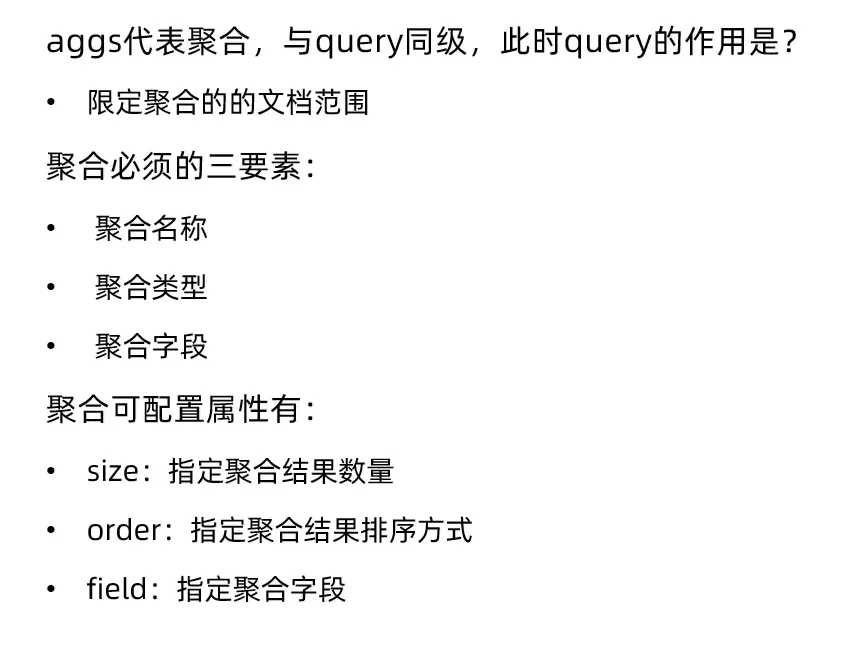 aggs代表聚合，与query同级，此时query的作用是？
• 限定聚合的的文档范围
聚合必须的三要素：
• 聚合名称
• 聚合类型
• 聚合字段
聚合可配置属性有：
• size：指定聚合结果数量
• order：指定聚合结果排序方式
• field：指定聚合字段